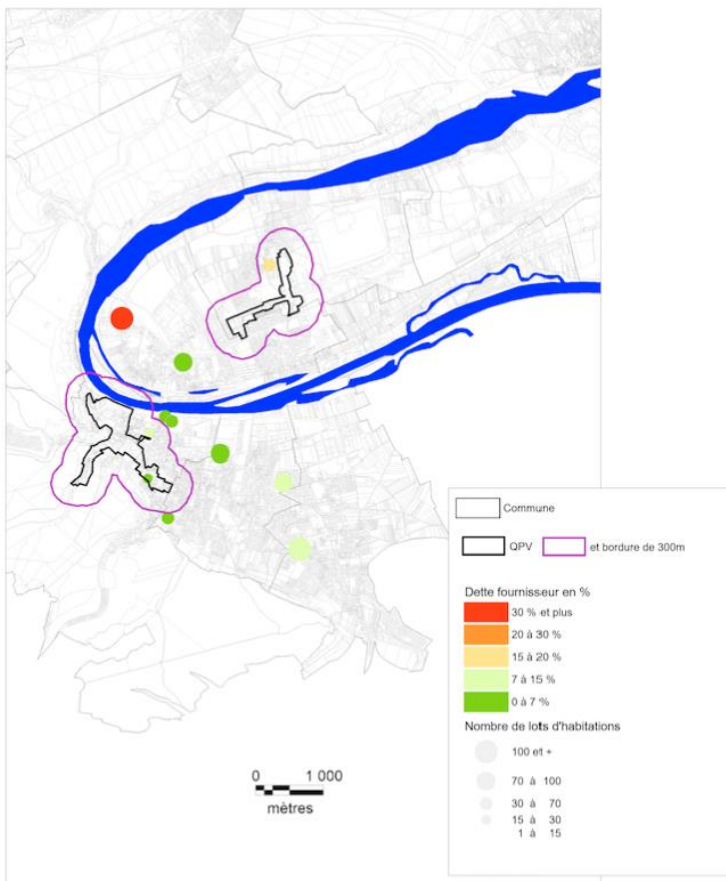 Commune
QPV et bordure de 300m
Dette fournisseur en %
30 % et plus
20 à 30 %
15 à 20 %
7 à 15 %
0 à 7 %
Nombre de lots d'habitations
100 et +
70 à 100
30 à 70
15 à 30
1 à 15
0 1 000
mètres